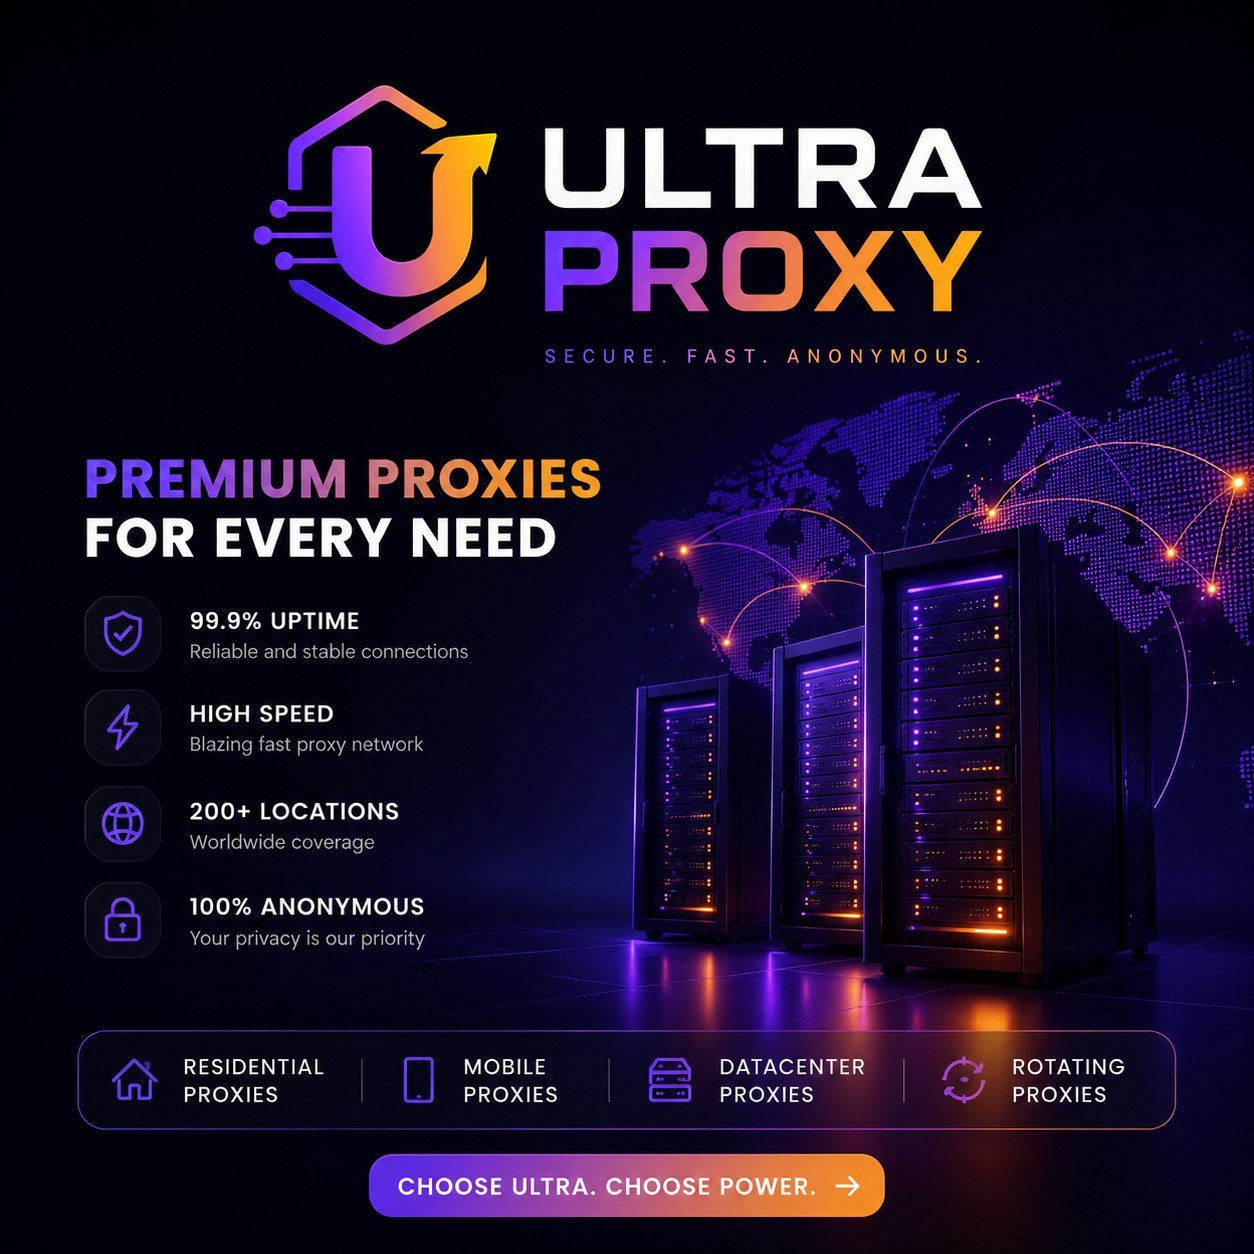 ULTRA
PROXY
SECURE. FAST. ANONYMOUS.
PREMIUM PROXIES
FOR EVERY NEED
99.9% UPTIME
Reliable and stable connections
HIGH SPEED
Blazing fast proxy network
200+ LOCATIONS
Worldwide coverage
100% ANONYMOUS
Your privacy is our priority
RESIDENTIAL
PROXIES
MOBILE
PROXIES
DATACENTER
PROXIES
ROTATING
PROXIES
CHOOSE ULTRA. CHOOSE POWER. →